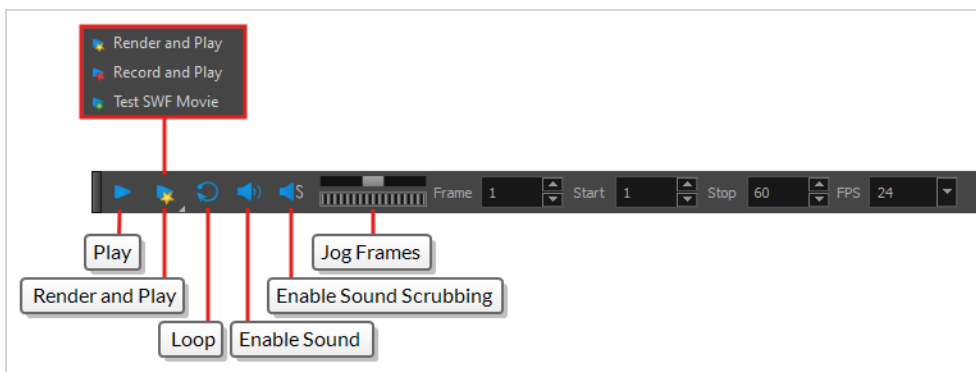 Render and Play
Record and Play
Test SWF Movie
S Frame 1 Start 1 Stop 60 FPS 24
Play
Jog Frames
Render and Play
Enable Sound Scrubbing
Loop
Enable Sound